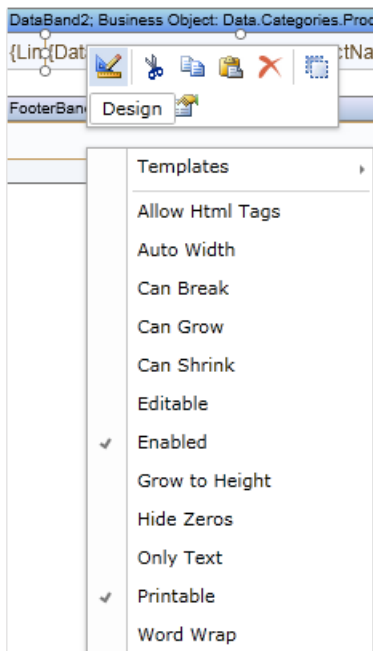 DataBand2; Business Object: Data.Categories.Prod
{Lin{Dat ctNa
FooterBan
Design
Templates
Allow Html Tags
Auto Width
Can Break
Can Grow
Can Shrink
Editable
Enabled
Grow to Height
Hide Zeros
Only Text
Printable
Word Wrap